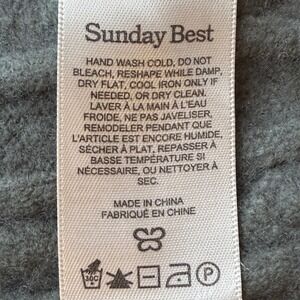 Sunday Best
HAND WASH COLD, DO NOT
BLEACH, RESHAPE WHILE DAMP,
DRY FLAT, COOL IRON ONLY IF
NEEDED, OR DRY CLEAN.
LAVER À LA MAIN À L'EAU
FROIDE, NE PAS JAVELISER,
REMODELER PENDANT QUE
L'ARTICLE EST ENCORE HUMIDE,
SÉCHER À PLAT, REPASSER À
BASSE TEMPÉRATURE SI
NÉCESSAIRE, OU NETTOYER À
SEC.
MADE IN CHINA
FABRIQUÉ EN CHINE
30C P